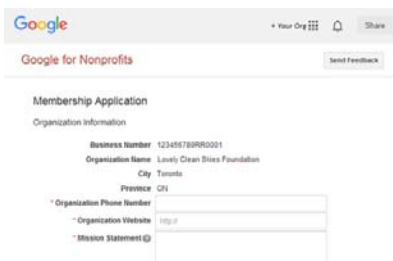 Google
+ Your Org
Share
Google for Nonprofits
Send Feedback
Membership Application
Organization Information
Business Number 123456789RR0001
Organization Name Lovely Clean Skies Foundation
City Toronto
Province ON
* Organization Phone Number
* Organization Website http://
* Mission Statement